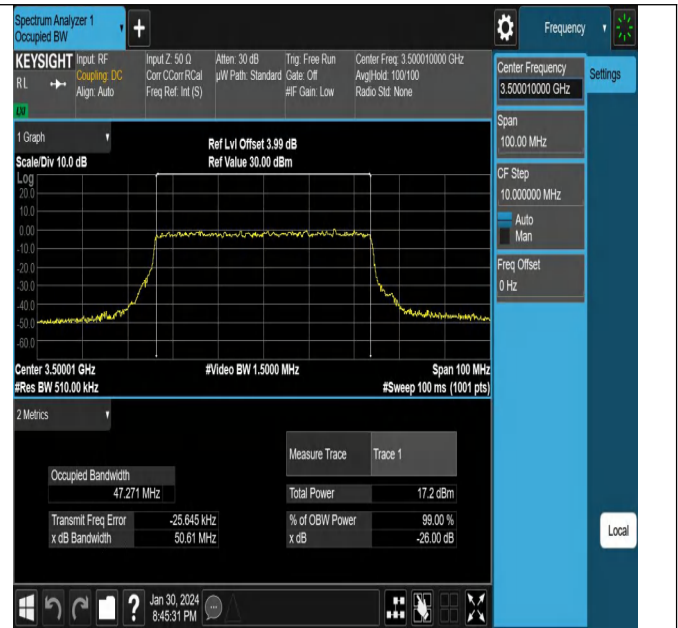 Spectrum Analyzer 1
Occupied BW
Frequency
KEYSIGHT
RL
Input: RF
Coupling: DC
Align: Auto
Input Z: 50 Ω
Corr CCorr RCal
Freq Ref: Int (S)
Atten: 30 dB
µW Path: Standard
Trig: Free Run
Gate: Off
#IF Gain: Low
Center Freq: 3.500010000 GHz
Avg|Hold: 100/100
Radio Std: None
Center Frequency
3.500010000 GHz
Settings
Span
100.00 MHz
CF Step
10.000000 MHz
Auto
Man
Freq Offset
0 Hz
Local
1 Graph
Scale/Div 10.0 dB
Ref Lvl Offset 3.99 dB
Ref Value 30.00 dBm
Log
20.0
10.0
0.00
-10.0
-20.0
-30.0
-40.0
-50.0
-60.0
Center 3.50001 GHz
#Video BW 1.5000 MHz
Span 100 MHz
#Res BW 510.00 kHz
#Sweep 100 ms (1001 pts)
2 Metrics
Measure Trace Trace 1
Occupied Bandwidth
47.271 MHz
Total Power 17.2 dBm
Transmit Freq Error -25.645 kHz
% of OBW Power 99.00 %
x dB Bandwidth 50.61 MHz
x dB -26.00 dB
?
Jan 30, 2024
8:45:31 PM